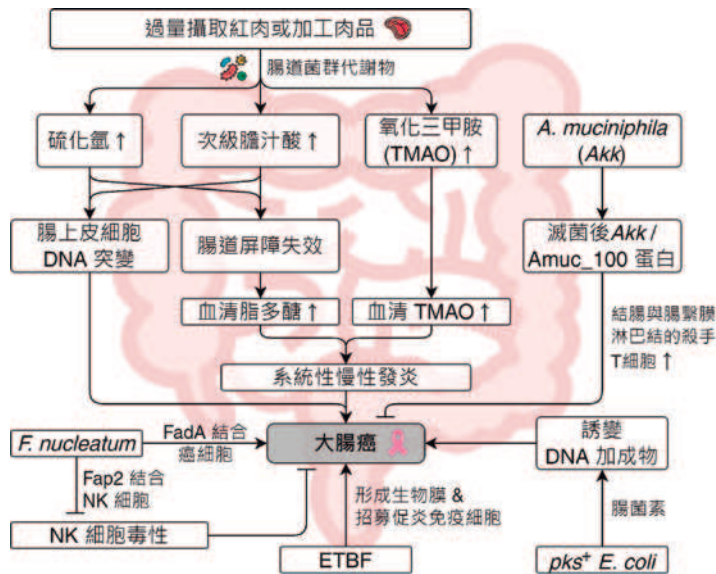 過量攝取紅肉或加工肉品
腸道菌群代謝物
硫化氫↑
次級膽汁酸↑
氧化三甲胺
(TMAO)↑
A. muciniphila
(Akk)
腸上皮細胞
DNA 突變
腸道屏障失效
滅菌後Akk /
Amuc_100 蛋白
血清脂多醣↑
血清 TMAO↑
結腸與腸繫膜
淋巴結的殺手
T細胞↑
系統性慢性發炎
F. nucleatum
FadA 結合
癌細胞
大腸癌
誘變
DNA 加成物
Fap2 結合
NK 細胞
NK 細胞毒性
形成生物膜 &
招募促炎免疫細胞
ETBF
腸菌素
pks⁺ E. coli